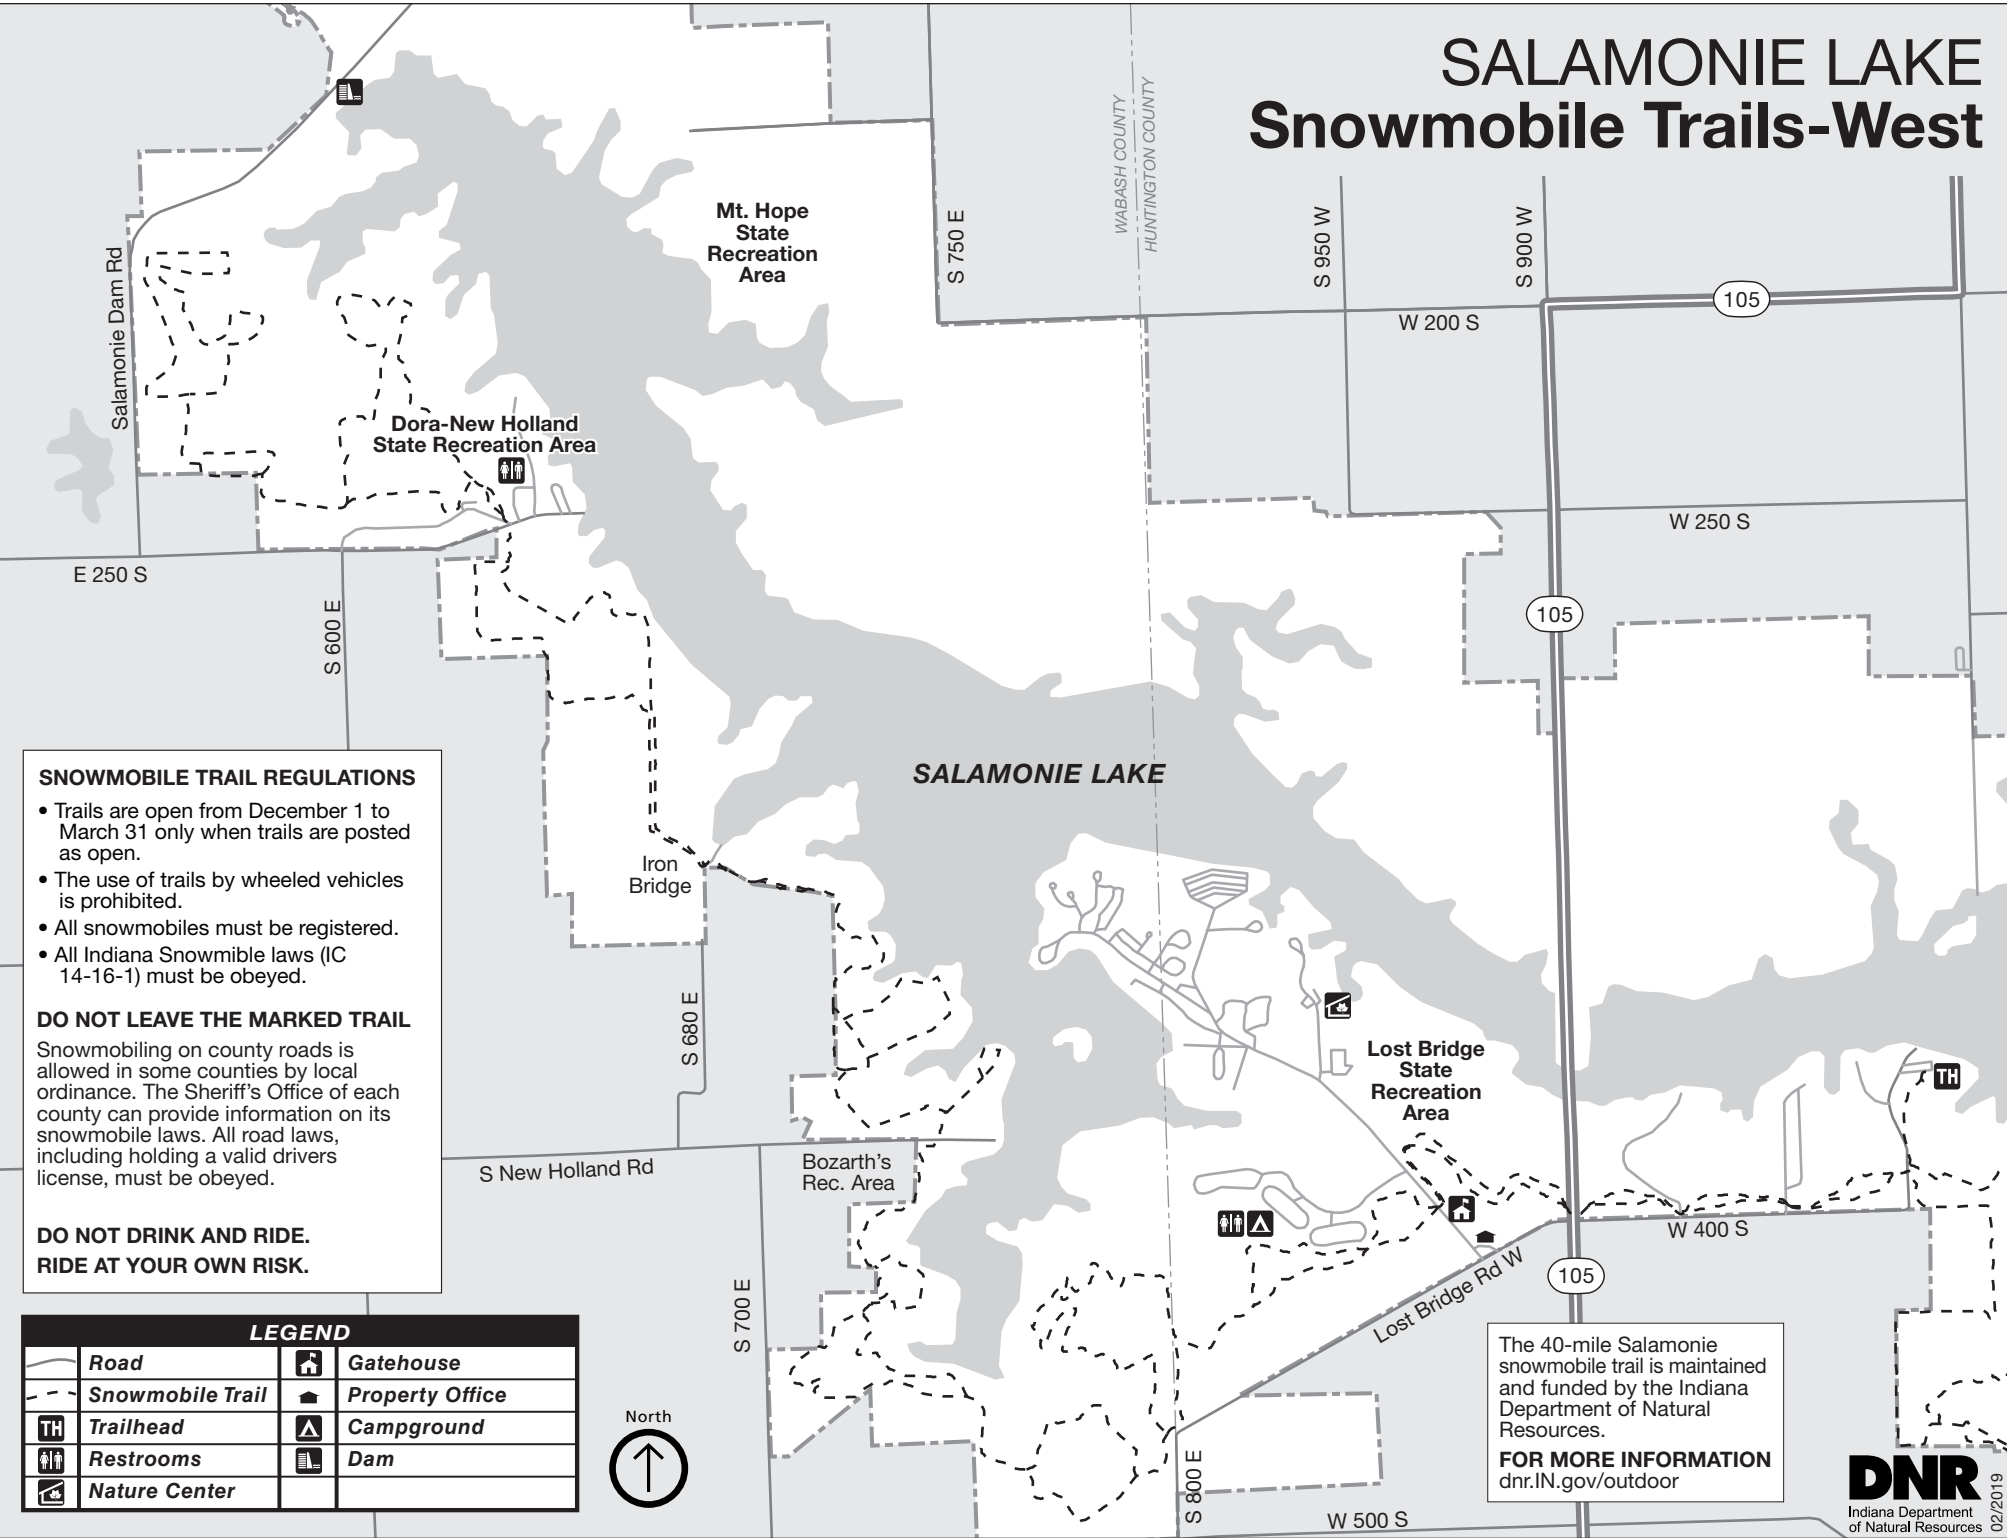 SALAMONIE LAKE
Snowmobile Trails-West
WABASH COUNTY
HUNTINGTON COUNTY
Mt. Hope
State
Recreation
Area
S 750 E
S 950 W
S 900 W
105
W 200 S
Salamonie Dam Rd
Dora-New Holland
State Recreation Area
W 250 S
E 250 S
S 600 E
105
SALAMONIE LAKE
SNOWMOBILE TRAIL REGULATIONS
• Trails are open from December 1 to
March 31 only when trails are posted
as open.
• The use of trails by wheeled vehicles
is prohibited.
• All snowmobiles must be registered.
• All Indiana Snowmible laws (IC
14-16-1) must be obeyed.
DO NOT LEAVE THE MARKED TRAIL
Snowmobiling on county roads is
allowed in some counties by local
ordinance. The Sheriff's Office of each
county can provide information on its
snowmobile laws. All road laws,
including holding a valid drivers
license, must be obeyed.
DO NOT DRINK AND RIDE.
RIDE AT YOUR OWN RISK.
Iron
Bridge
S 680 E
Lost Bridge
State
Recreation
Area
TH
S New Holland Rd
Bozarth's
Rec. Area
W 400 S
Lost Bridge Rd W
105
S 700 E
LEGEND
Road
Gatehouse
Snowmobile Trail
Property Office
TH
Trailhead
Campground
Restrooms
Dam
Nature Center
North
S 800 E
W 500 S
The 40-mile Salamonie
snowmobile trail is maintained
and funded by the Indiana
Department of Natural
Resources.
FOR MORE INFORMATION
dnr.IN.gov/outdoor
DNR
Indiana Department
of Natural Resources
02/2019